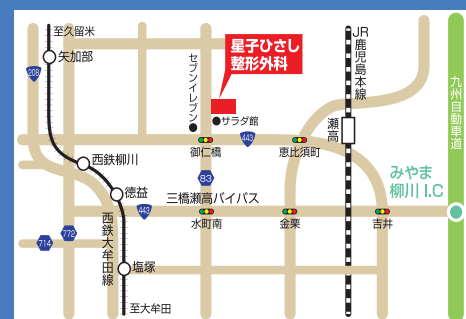 至久留米
矢加部
208
セブンイレブン
星子ひさし
整形外科
サラダ館
JR鹿児島本線
九州自動車道
瀬高
御仁橋
443
恵比須町
西鉄柳川
みやま
柳川I.C
徳益
83
三橋瀬高バイパス
443
水町南
金栗
吉井
西鉄大牟田線
772
714
塩塚
至大牟田